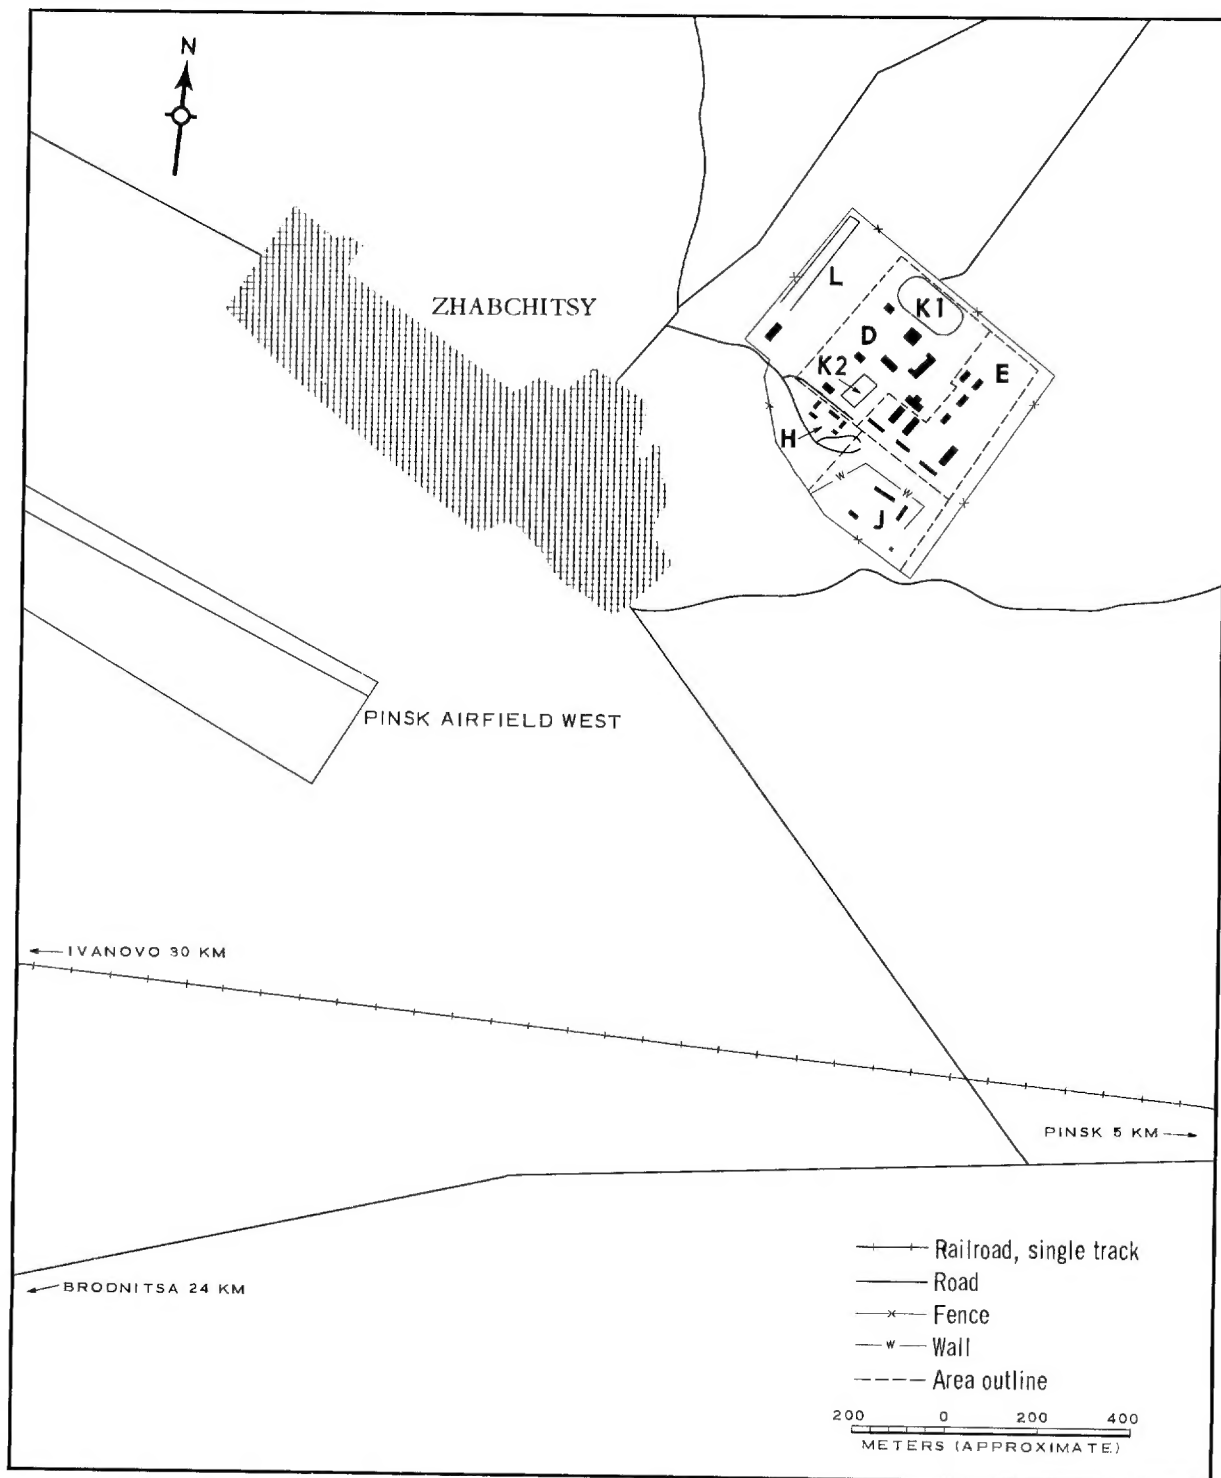 N
ZHABCHITSY
L
K1
D
K2
E
H
W
W
J
PINSK AIRFIELD WEST
IVANOVO 30 KM
PINSK 5 KM
BRODNITSA 24 KM
Railroad, single track
Road
Fence
W Wall
Area outline
200 0 200 400
METERS (APPROXIMATE)